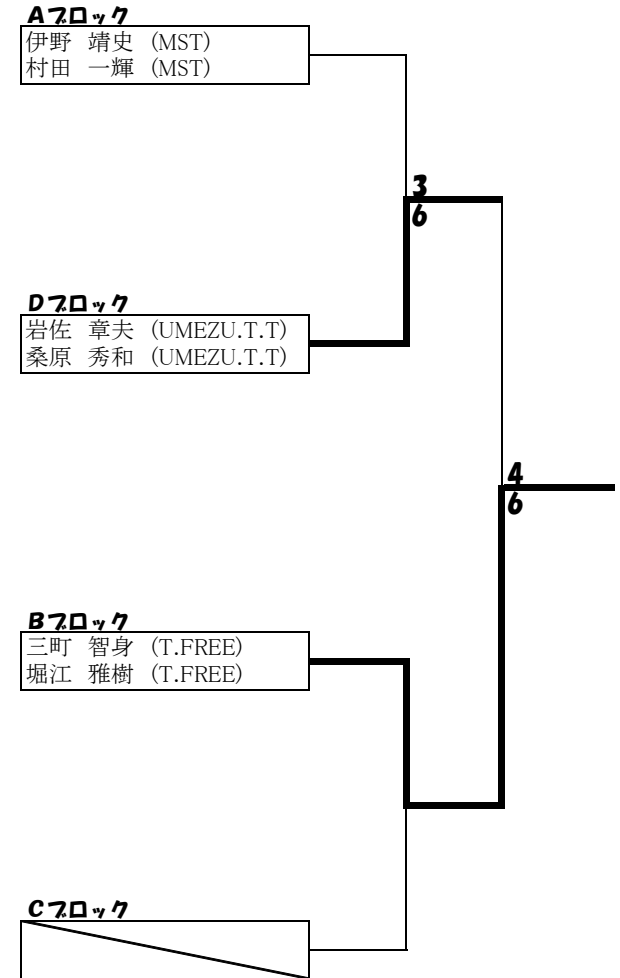 Aブロック
伊野 靖史 (MST)
村田 一輝 (MST)
3
6
Dブロック
岩佐 章夫 (UMEZU.T.T)
桑原 秀和 (UMEZU.T.T)
4
6
Bブロック
三町 智身 (T.FREE)
堀江 雅樹 (T.FREE)
Cブロック